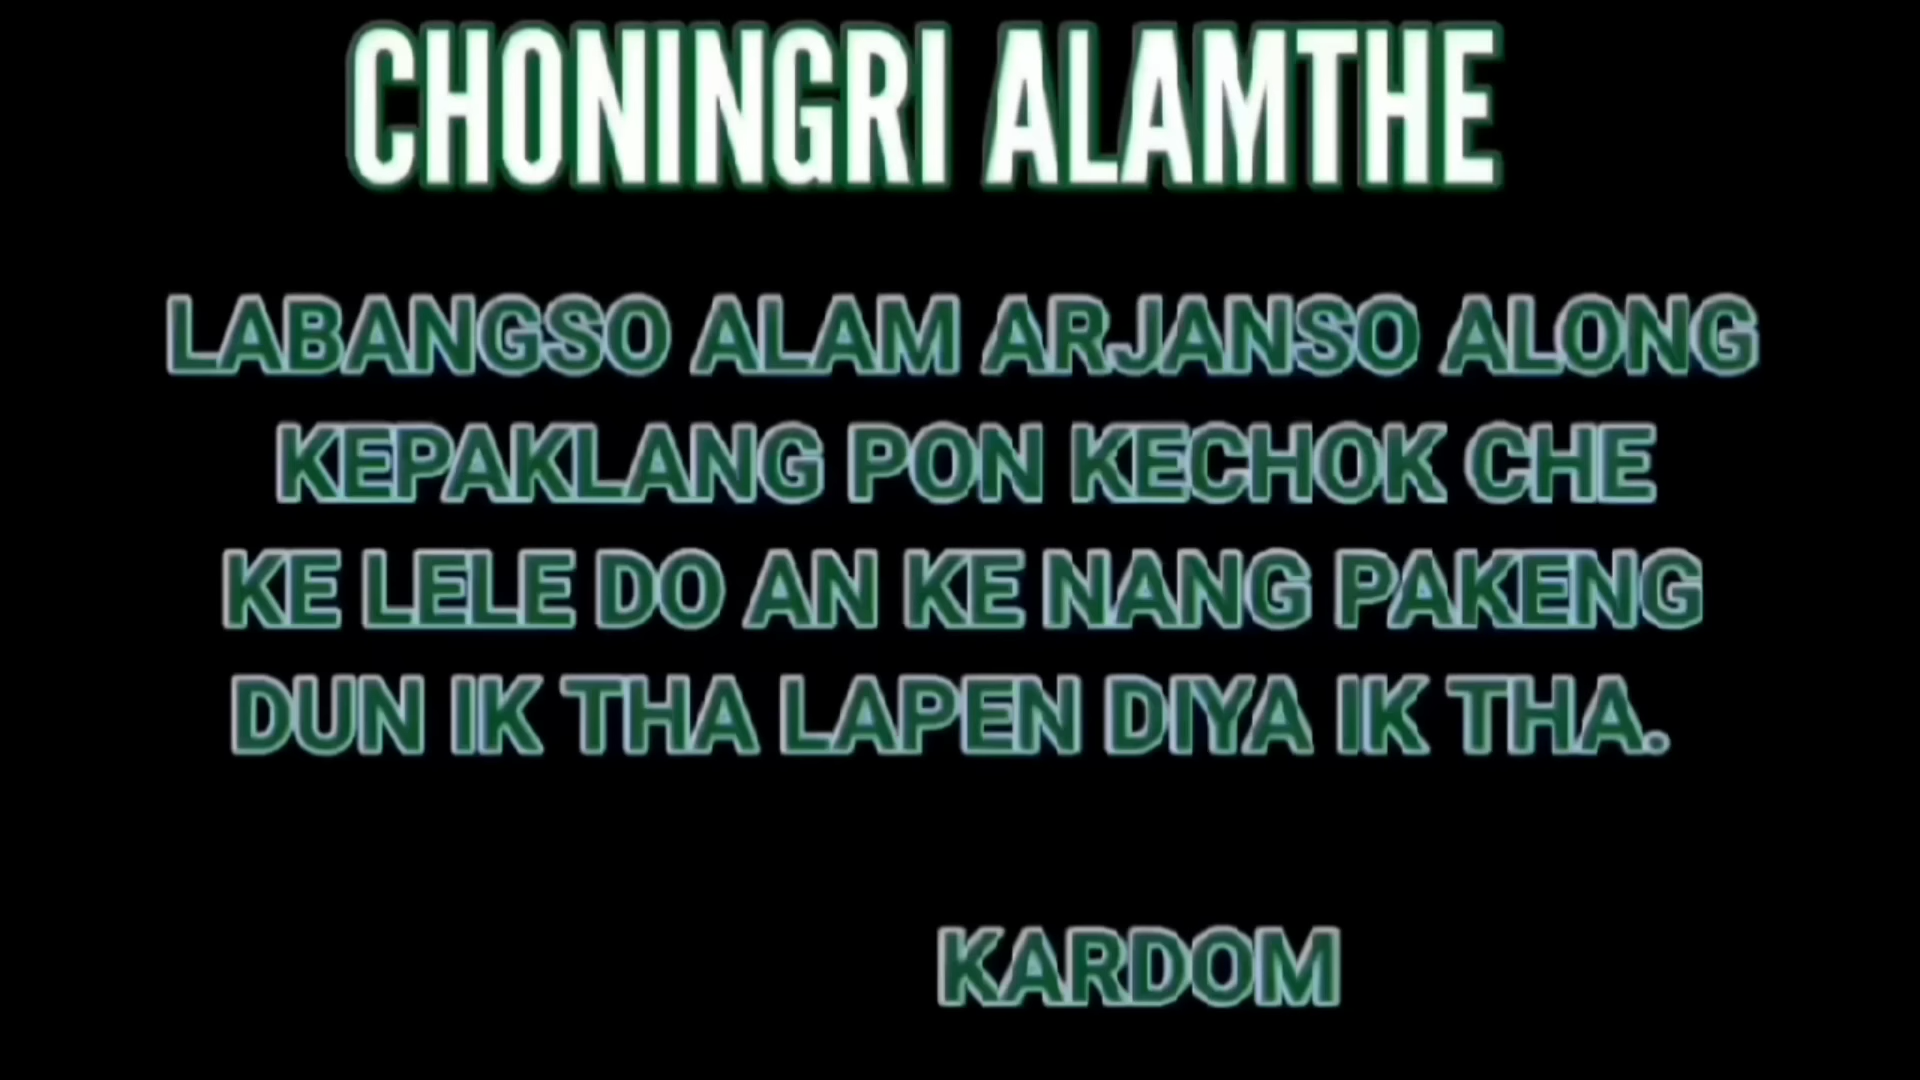 CHONINGRI ALAMTHE
LABANGSO ALAM ARJANSO ALONG
KEPAKLANG PON KECHOK CHE
KE LELE DO AN KE NANG PAKENG
DUN IK THA LAPEN DIYA IK THA.
KARDOM